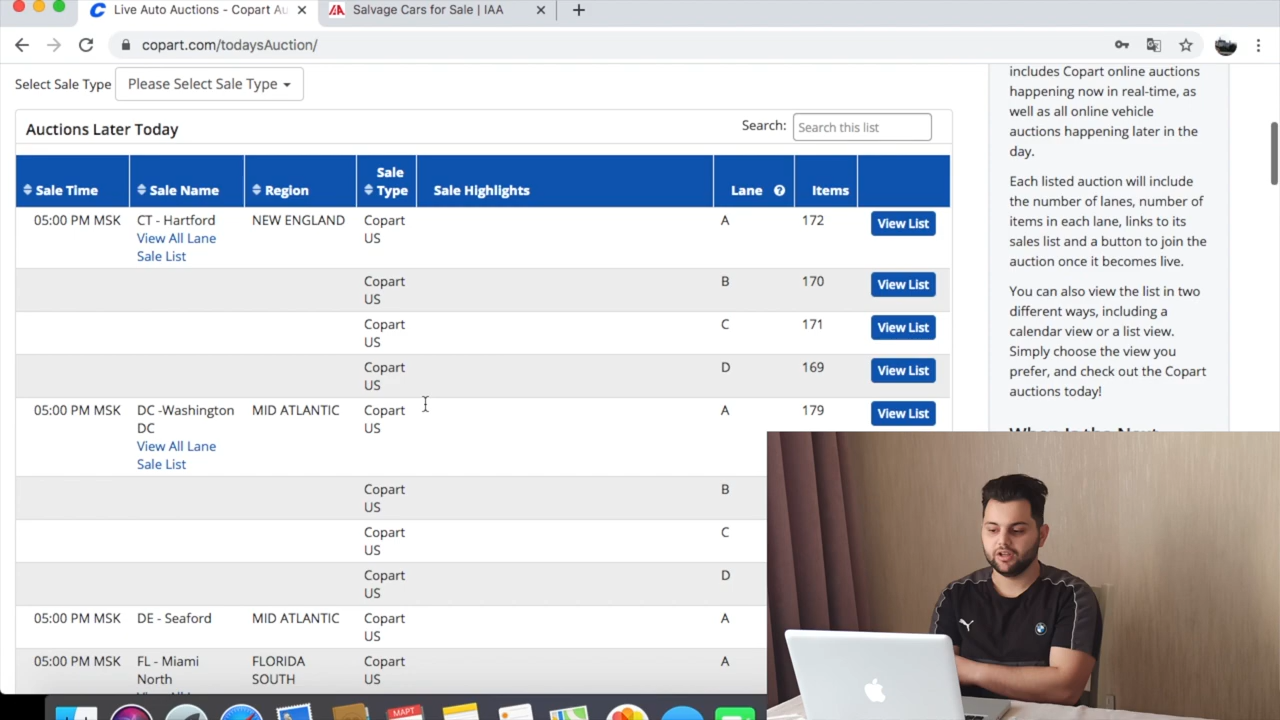 Live Auto Auctions - Copart Au
Salvage Cars for Sale | IAA
copart.com/todaysAuction/
Select Sale Type
Please Select Sale Type
Auctions Later Today
Search:
Search this list
Sale Time
Sale Name
Region
Sale
Type
Sale Highlights
Lane
Items
05:00 PM MSK
CT - Hartford
View All Lane
Sale List
NEW ENGLAND
Copart
US
A
172
View List
Copart
US
B
170
View List
Copart
US
C
171
View List
Copart
US
D
169
View List
05:00 PM MSK
DC -Washington
DC
View All Lane
Sale List
MID ATLANTIC
Copart
US
A
179
View List
Copart
US
B
Copart
US
C
Copart
US
D
05:00 PM MSK
DE - Seaford
MID ATLANTIC
Copart
US
A
05:00 PM MSK
FL - Miami
North
FLORIDA
SOUTH
Copart
US
A
includes Copart online auctions
happening now in real-time, as
well as all online vehicle
auctions happening later in the
day.
Each listed auction will include
the number of lanes, number of
items in each lane, links to its
sales list and a button to join the
auction once it becomes live.
You can also view the list in two
different ways, including a
calendar view or a list view.
Simply choose the view you
prefer, and check out the Copart
auctions today!
МАРТ